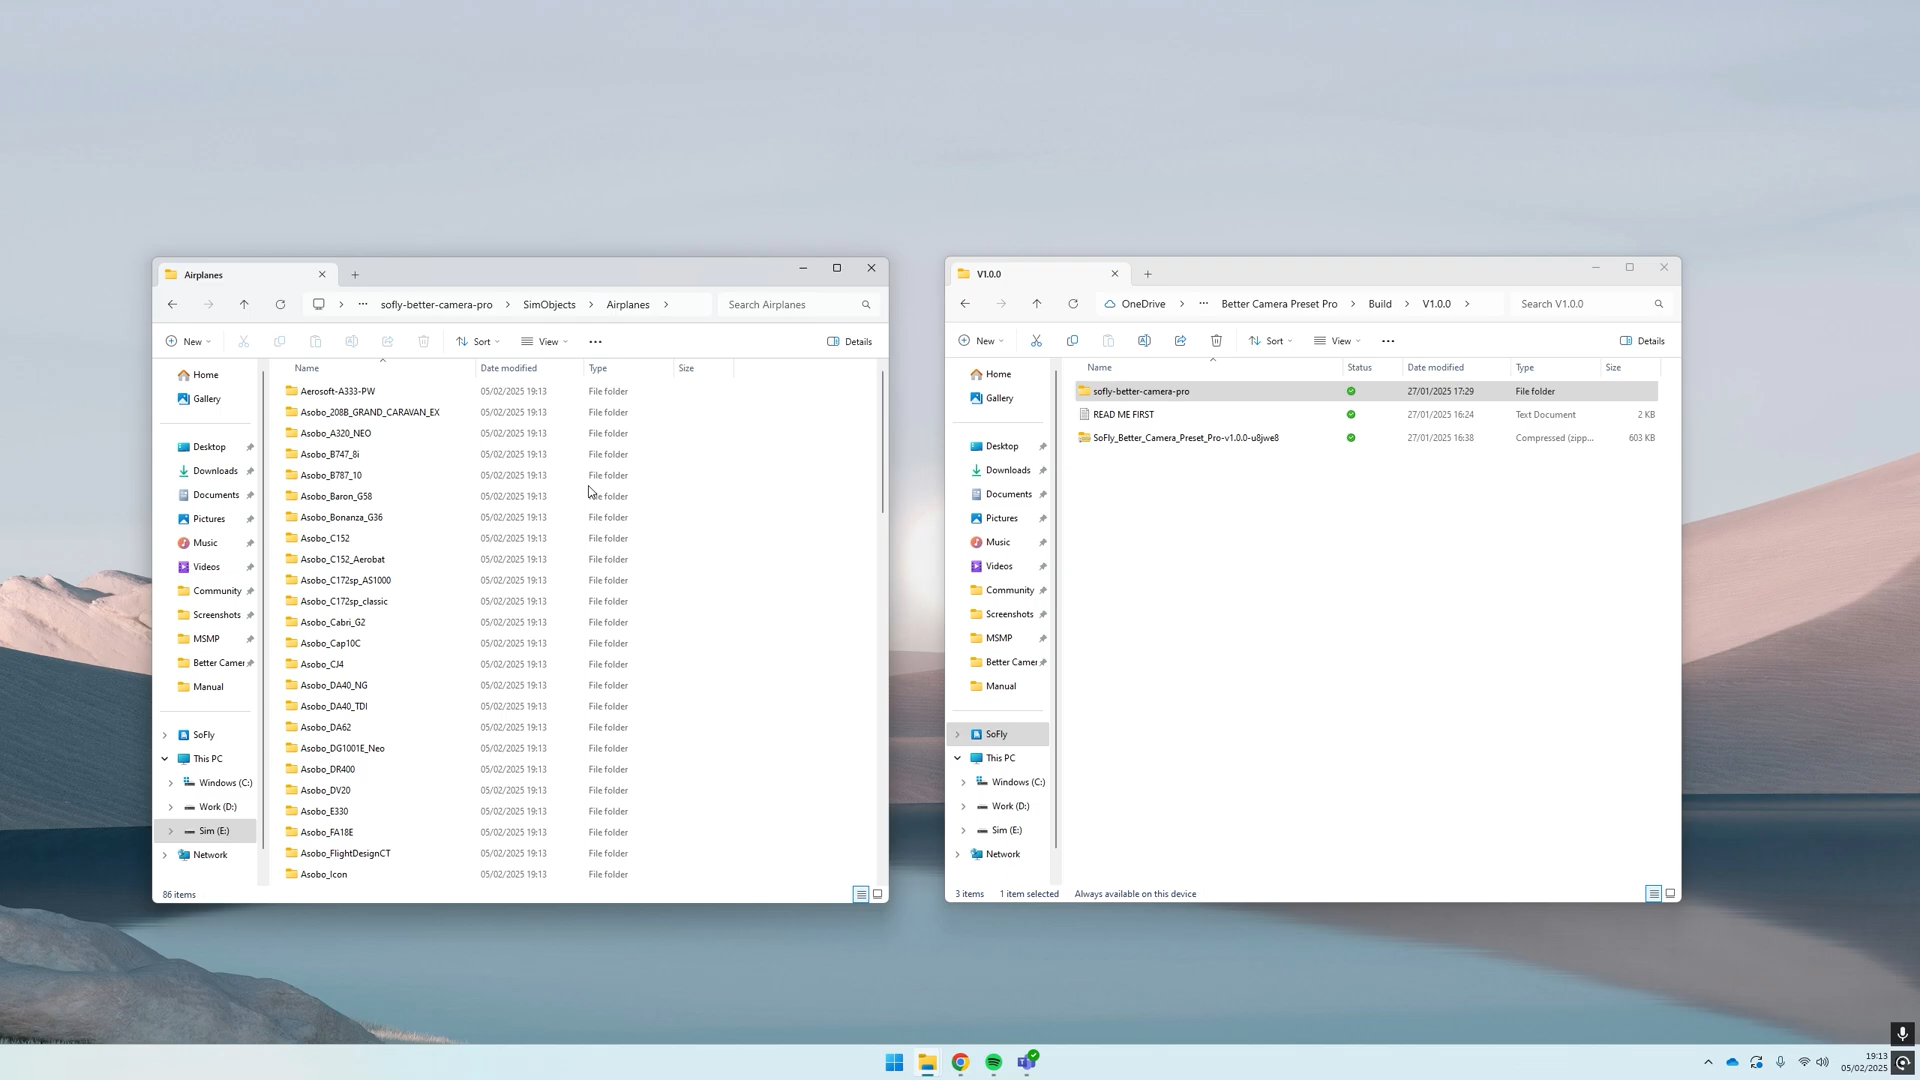 Airplanes
sofly-better-camera-pro
SimObjects
Airplanes
Search Airplanes
New
Sort
View
Details
Home
Gallery
Desktop
Downloads
Documents
Pictures
Music
Videos
Community
Screenshots
MSMP
Better Camer
Manual
SoFly
This PC
Windows (C:)
Work (D:)
Sim (E:)
Network
Name Date modified Type Size
Aerosoft-A333-PW 05/02/2025 19:13 File folder
Asobo_208B_GRAND_CARAVAN_EX 05/02/2025 19:13 File folder
Asobo_A320_NEO 05/02/2025 19:13 File folder
Asobo_B747_8i 05/02/2025 19:13 File folder
Asobo_B787_10 05/02/2025 19:13 File folder
Asobo_Baron_G58 05/02/2025 19:13 File folder
Asobo_Bonanza_G36 05/02/2025 19:13 File folder
Asobo_C152 05/02/2025 19:13 File folder
Asobo_C152_Aerobat 05/02/2025 19:13 File folder
Asobo_C172sp_AS1000 05/02/2025 19:13 File folder
Asobo_C172sp_classic 05/02/2025 19:13 File folder
Asobo_Cabri_G2 05/02/2025 19:13 File folder
Asobo_Cap10C 05/02/2025 19:13 File folder
Asobo_CJ4 05/02/2025 19:13 File folder
Asobo_DA40_NG 05/02/2025 19:13 File folder
Asobo_DA40_TDI 05/02/2025 19:13 File folder
Asobo_DA62 05/02/2025 19:13 File folder
Asobo_DG1001E_Neo 05/02/2025 19:13 File folder
Asobo_DR400 05/02/2025 19:13 File folder
Asobo_DV20 05/02/2025 19:13 File folder
Asobo_E330 05/02/2025 19:13 File folder
Asobo_FA18E 05/02/2025 19:13 File folder
Asobo_FlightDesignCT 05/02/2025 19:13 File folder
Asobo_Icon 05/02/2025 19:13 File folder
86 items
V1.0.0
OneDrive
Better Camera Preset Pro
Build
V1.0.0
Search V1.0.0
New
Sort
View
Details
Home
Gallery
Desktop
Downloads
Documents
Pictures
Music
Videos
Community
Screenshots
MSMP
Better Camer
Manual
SoFly
This PC
Windows (C:)
Work (D:)
Sim (E:)
Network
Name Status Date modified Type Size
sofly-better-camera-pro 27/01/2025 17:29 File folder
READ ME FIRST 27/01/2025 16:24 Text Document 2 KB
SoFly_Better_Camera_Preset_Pro-v1.0.0-u8jwe8 27/01/2025 16:38 Compressed (zipp... 603 KB
3 items 1 item selected Always available on this device
19:13
05/02/2025